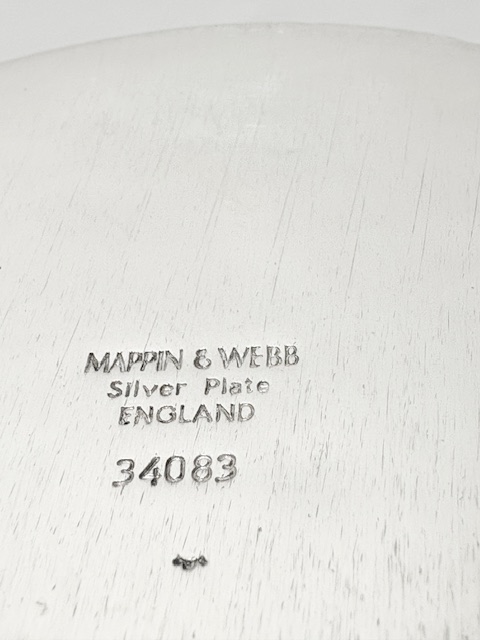 MAPPIN & WEBB
Silver Plate
ENGLAND
34083